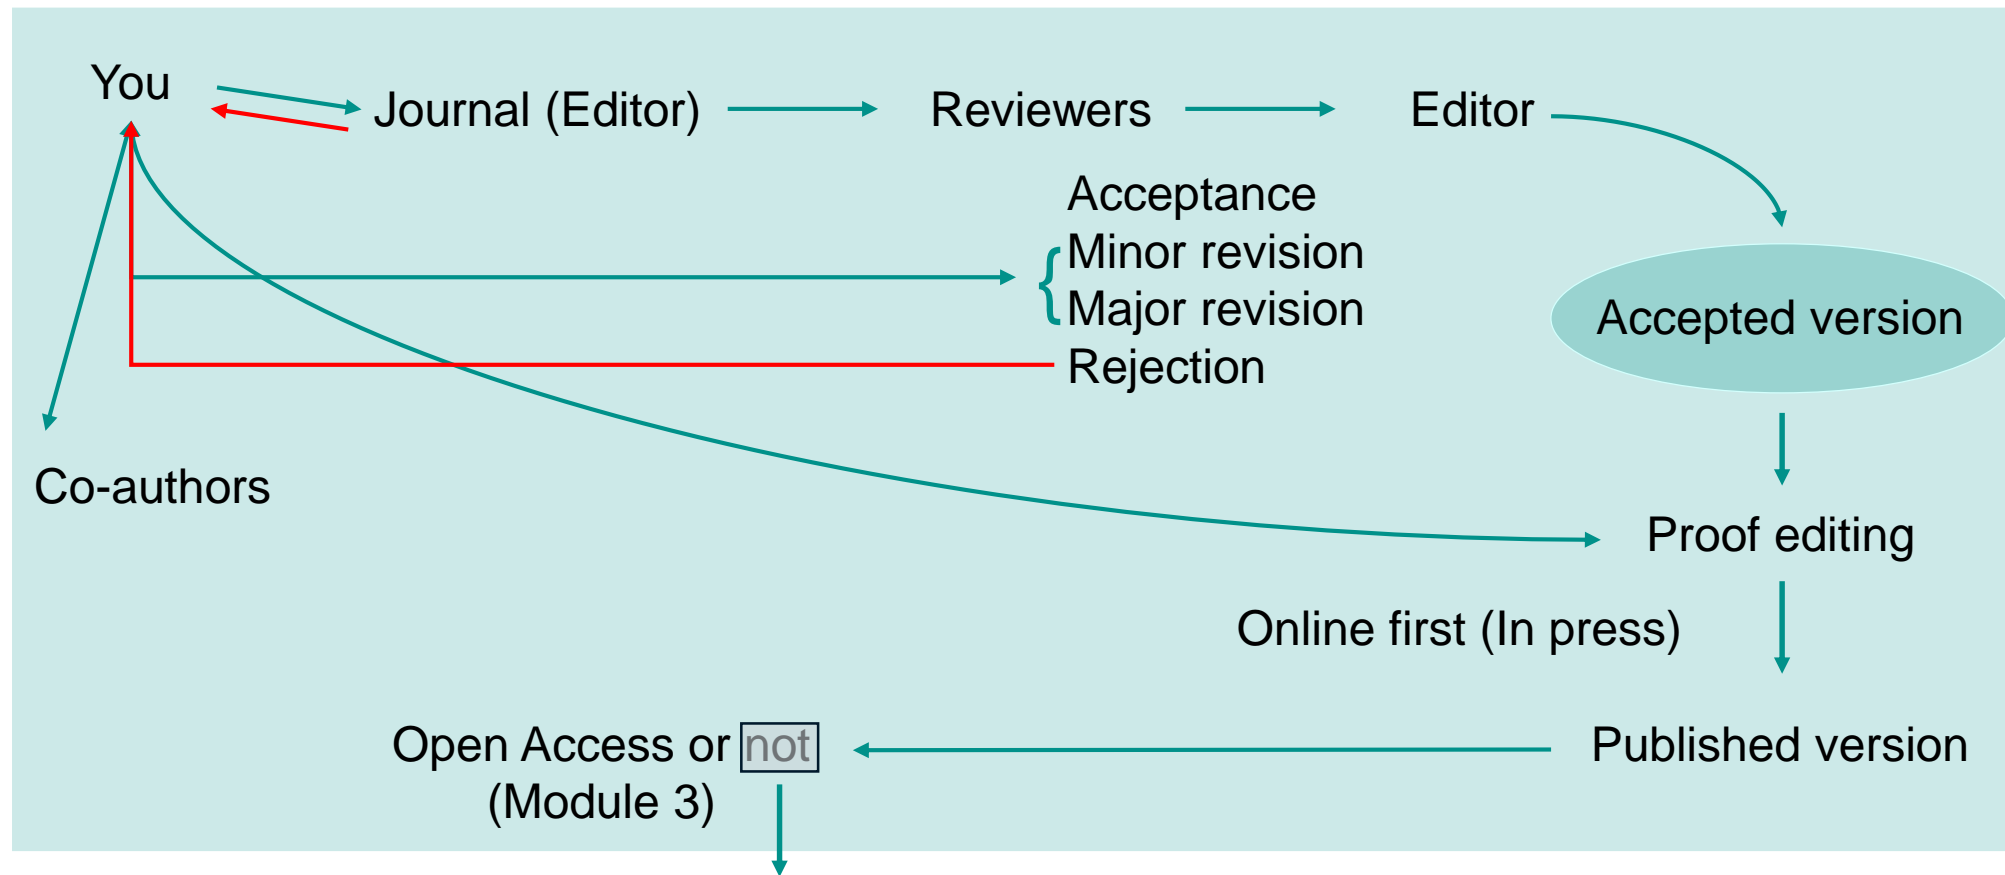 You
Journal (Editor)
Reviewers
Editor
Acceptance
Minor revision
Major revision
Rejection
Accepted version
Co-authors
Proof editing
Online first (In press)
Published version
Open Access or not
(Module 3)